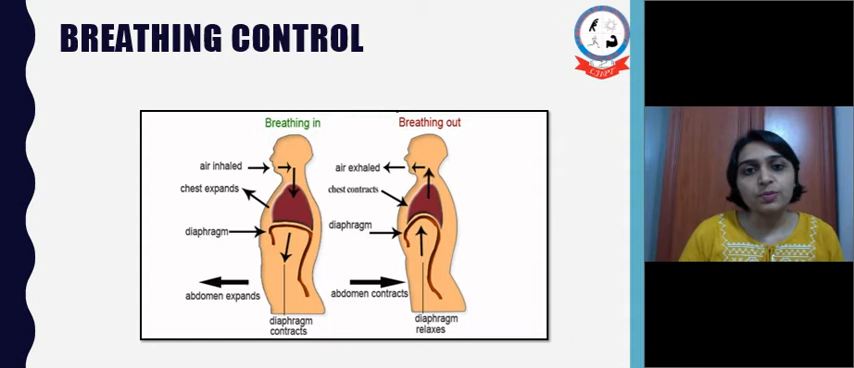 BREATHING CONTROL
Breathing in
Breathing out
air inhaled
chest expands
diaphragm
abdomen expands
diaphragm
contracts
air exhaled
chest contracts
diaphragm
abdomen contracts
diaphragm
relaxes